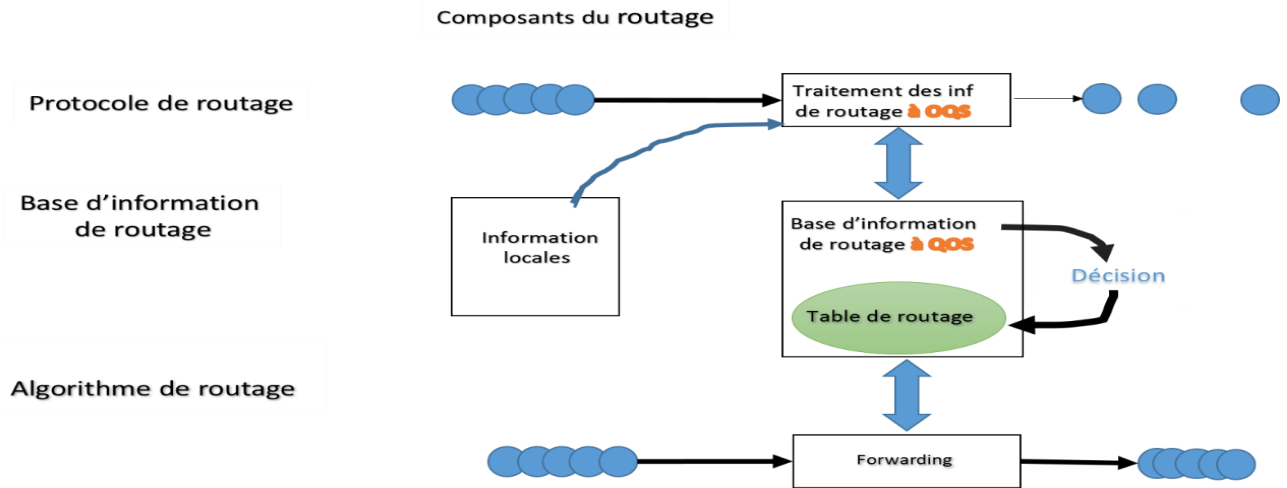 Composants du routage
Protocole de routage
Traitement des inf
de routage à OQS
Base d'information
de routage
Information
locales
Base d'information
de routage à QOS
Décision
Table de routage
Algorithme de routage
Forwarding